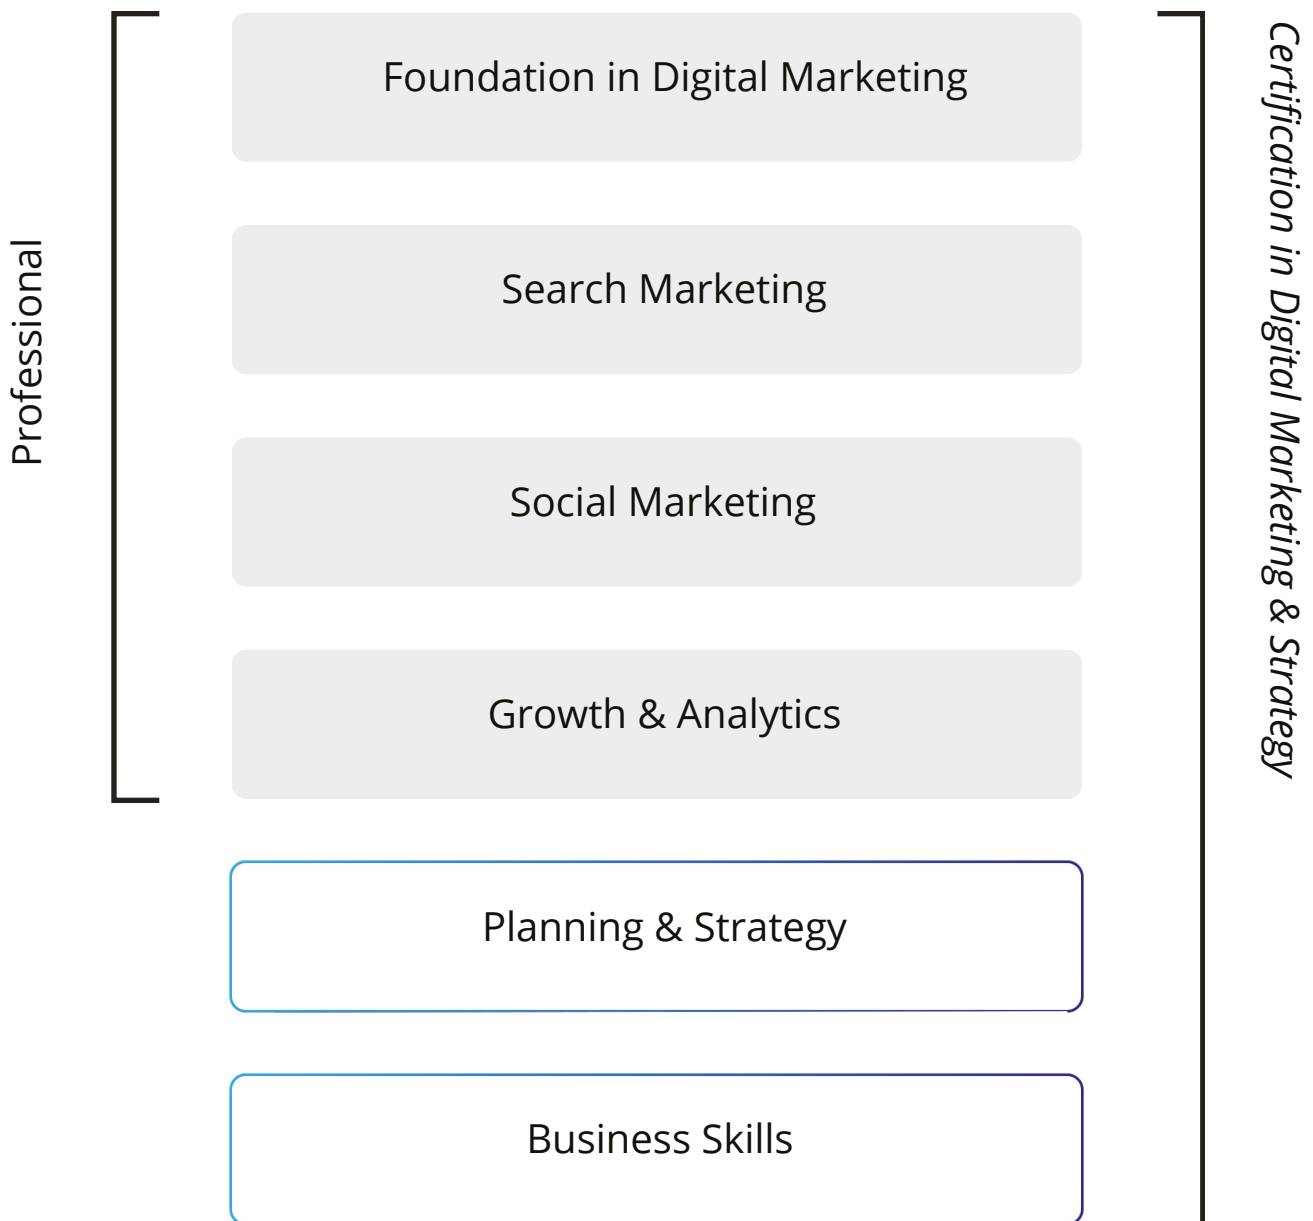 Professional
Foundation in Digital Marketing
Search Marketing
Social Marketing
Growth & Analytics
Planning & Strategy
Business Skills
Certification in Digital Marketing & Strategy